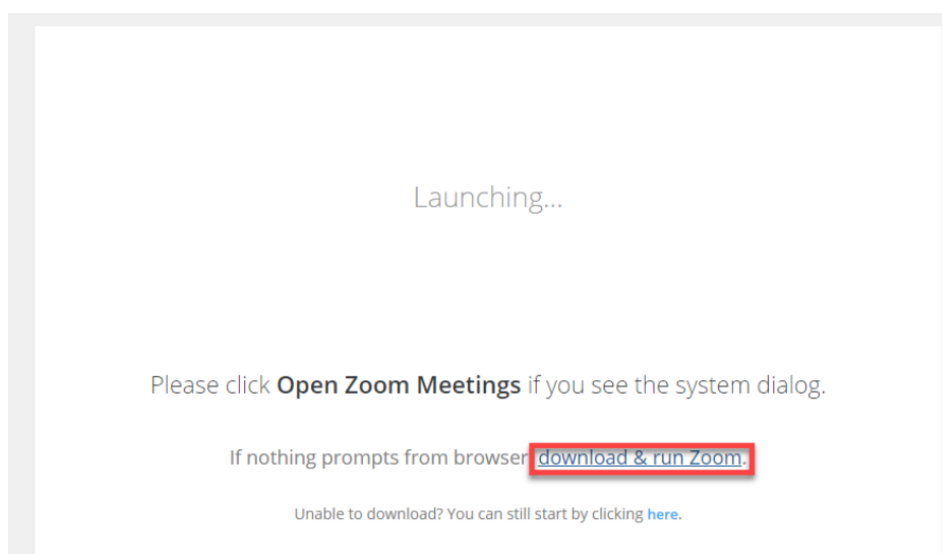 Launching...
Please click Open Zoom Meetings if you see the system dialog.
If nothing prompts from browser, download & run Zoom.
Unable to download? You can still start by clicking here.